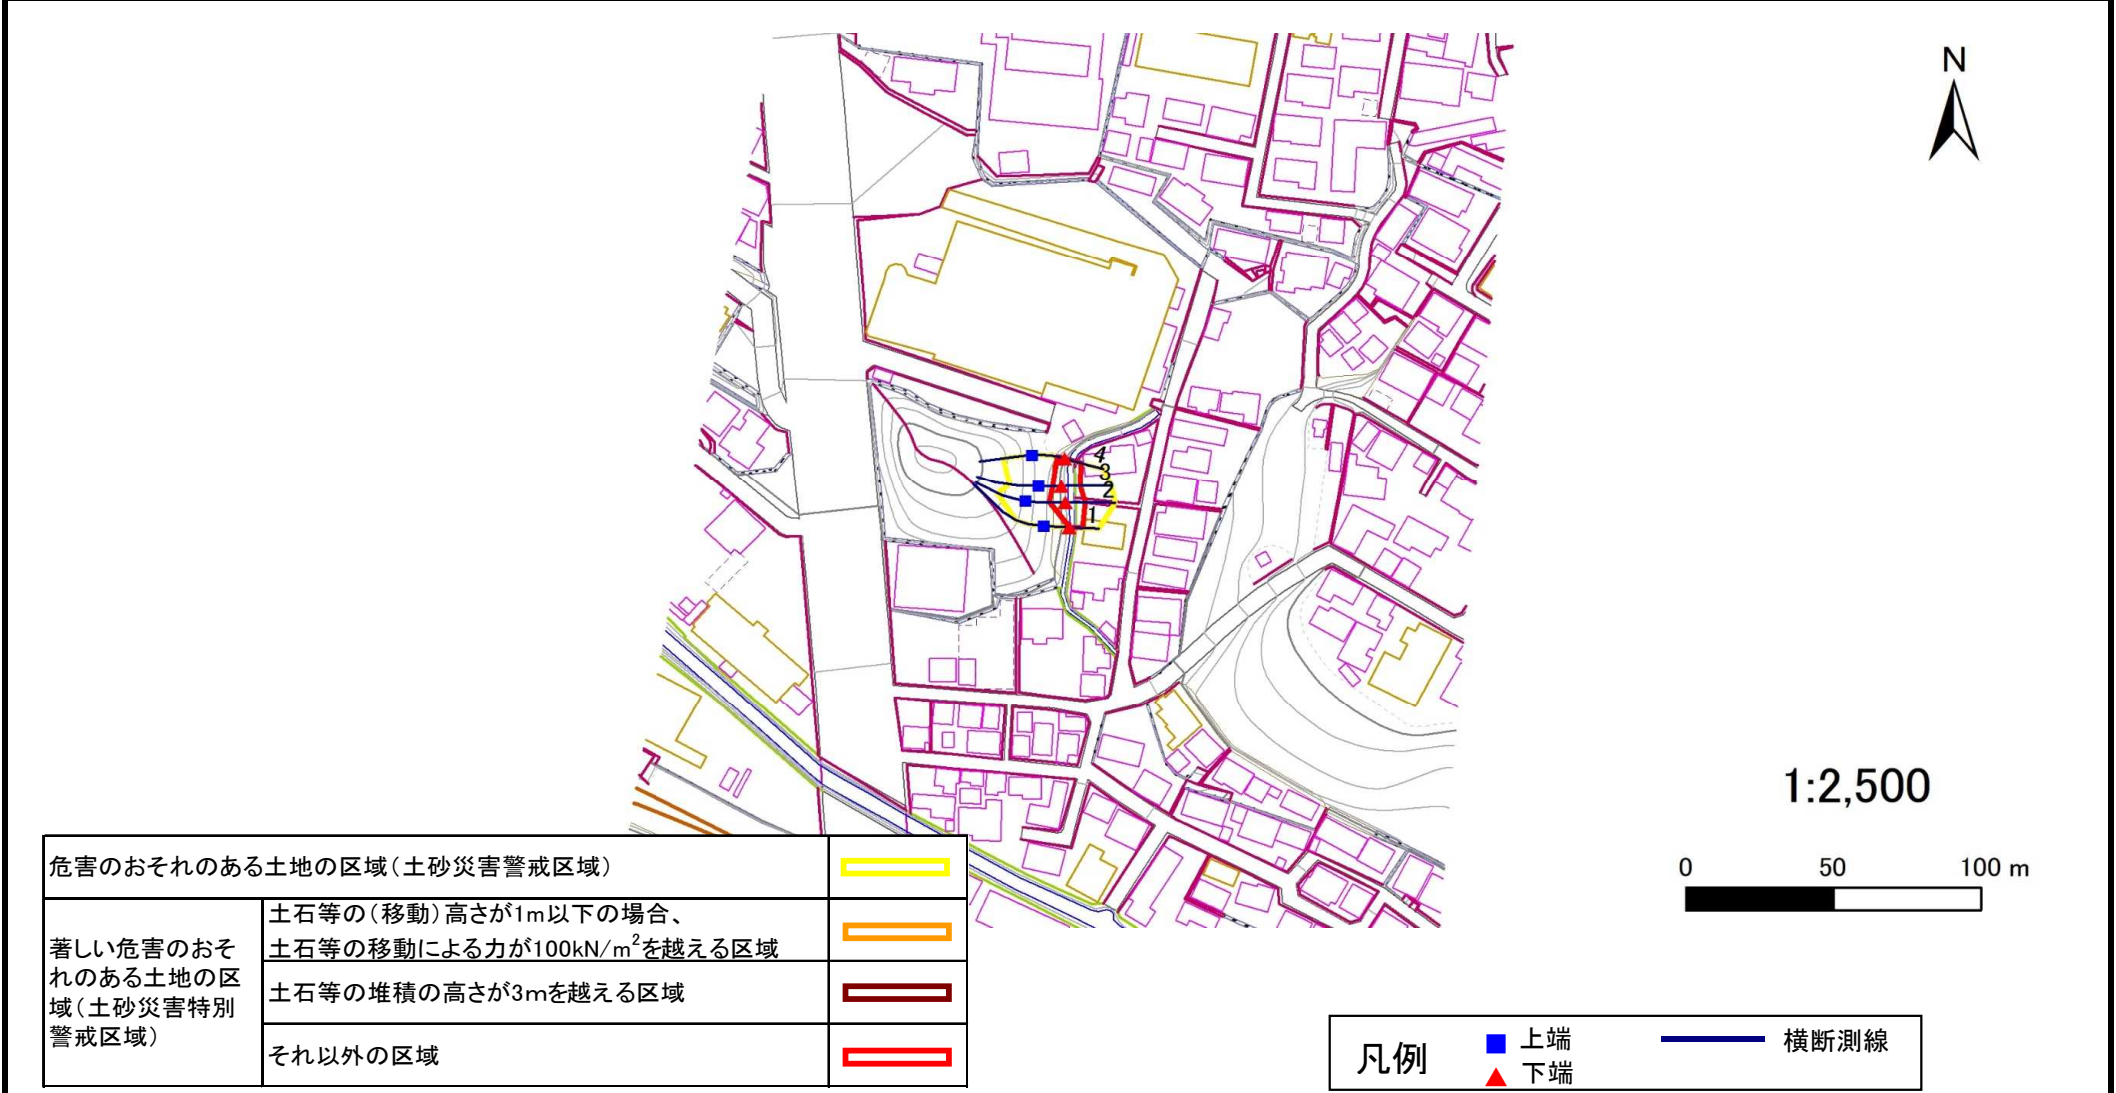 N
4
3
2
1
1:2,500
0 50 100 m
危害のおそれのある土地の区域(土砂災害警戒区域)
著しい危害のおそ
れのある土地の区
域(土砂災害特別
警戒区域)
土石等の(移動)高さが1m以下の場合、
土石等の移動による力が100kN/m²を越える区域
土石等の堆積の高さが3mを越える区域
それ以外の区域
凡例
上端
下端
横断測線